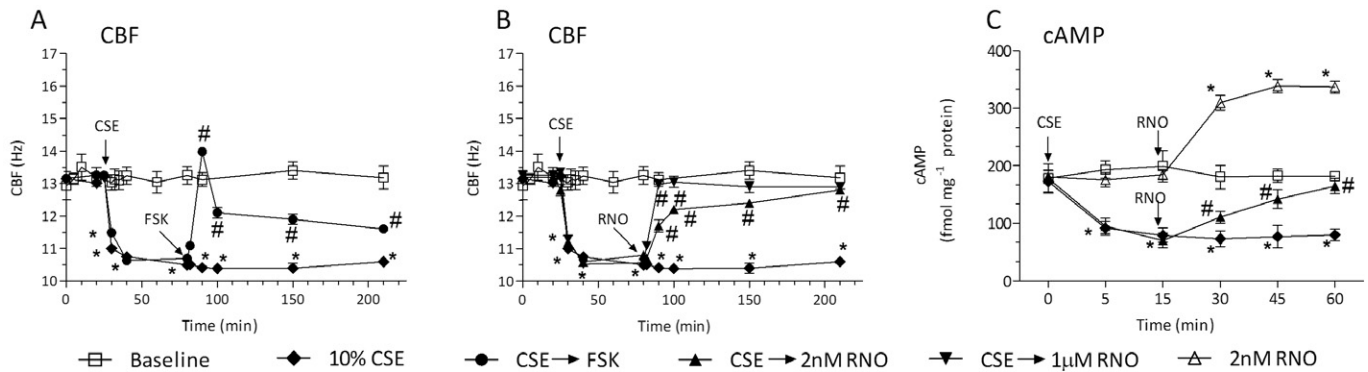 A
CBF
17
16
15
14
13
12
11
10
CBF (Hz)
CSE
FSK
#
#
#
#
* * * * * * * *
0 50 100 150 200
Time (min)
B
CBF
17
16
15
14
13
12
11
10
CBF (Hz)
CSE
RNO
# # # # # #
* * * * * * * *
0 50 100 150 200
Time (min)
C
cAMP
400
300
200
100
0
cAMP
(fmol mg⁻¹ protein)
CSE
RNO
RNO
* * *
# # #
* * * * *
0 5 15 30 45 60
Time (min)
Baseline 10% CSE CSE FSK CSE 2nM RNO CSE 1µM RNO 2nM RNO